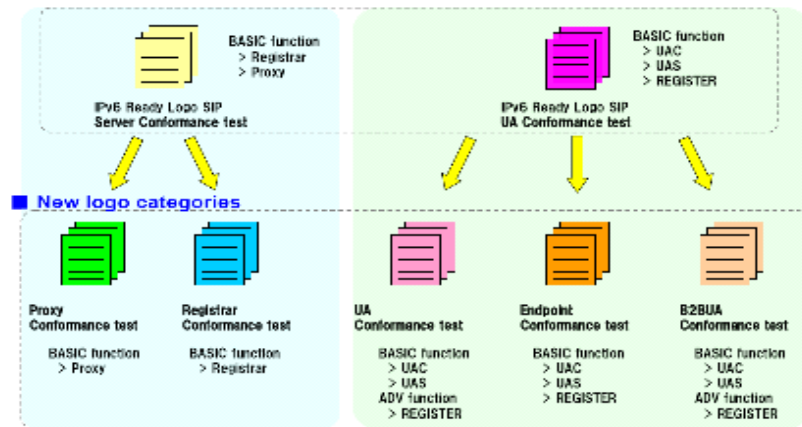 BASIC function
> Registrar
> Proxy
IPv6 Ready Logo SIP
Server Conformance test
BASIC function
> UAC
> UAS
> REGISTER
IPv6 Ready Logo SIP
UA Conformance test
New logo categories
Proxy
Conformance test
BASIC function
> Proxy
Registrar
Conformance test
BASIC function
> Registrar
UA
Conformance test
BASIC function
> UAC
> UAS
ADV function
> REGISTER
Endpoint
Conformance test
BASIC function
> UAC
> UAS
> REGISTER
B2BUA
Conformance test
BASIC function
> UAC
> UAS
ADV function
> REGISTER